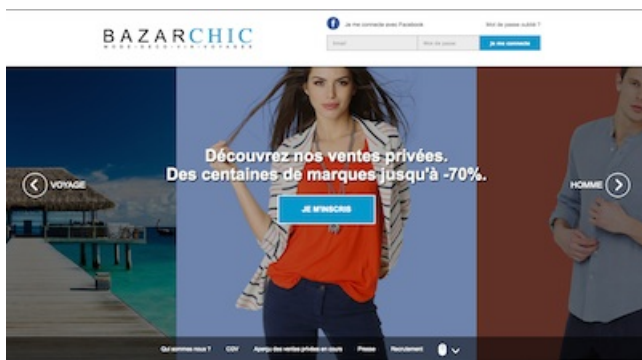 BAZARCHIC
MODE·DECO·VIN·VOYAGES
Je me connecte avec Facebook
Mot de passe oublié ?
Email
Mot de passe
je me connecte
Découvrez nos ventes privées.
Des centaines de marques jusqu'à -70%.
VOYAGE
HOMME
JE M'INSCRIS
Qui sommes nous ? CGV Aperçu des ventes privées en cours Presse Recrutement